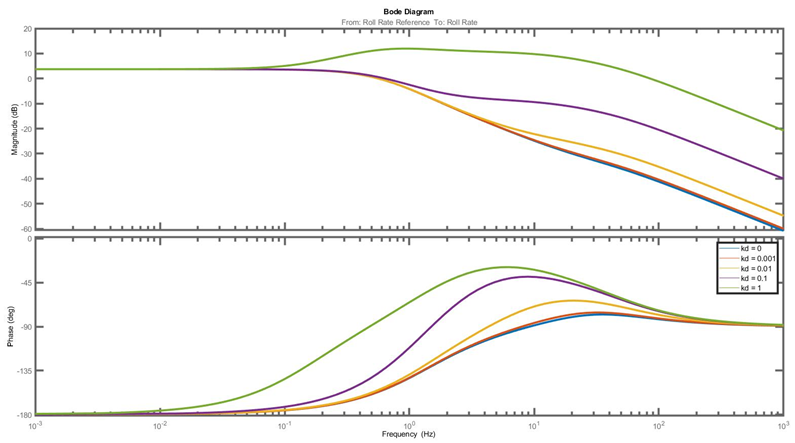 Bode Diagram
From: Roll Rate Reference To: Roll Rate
20
10
0
-10
-20
-30
-40
-50
-60
Magnitude (dB)
0
-45
-90
-135
-180
Phase (deg)
kd = 0
kd = 0.001
kd = 0.01
kd = 0.1
kd = 1
10^-3
10^-2
10^-1
10^0
10^1
10^2
10^3
Frequency (Hz)